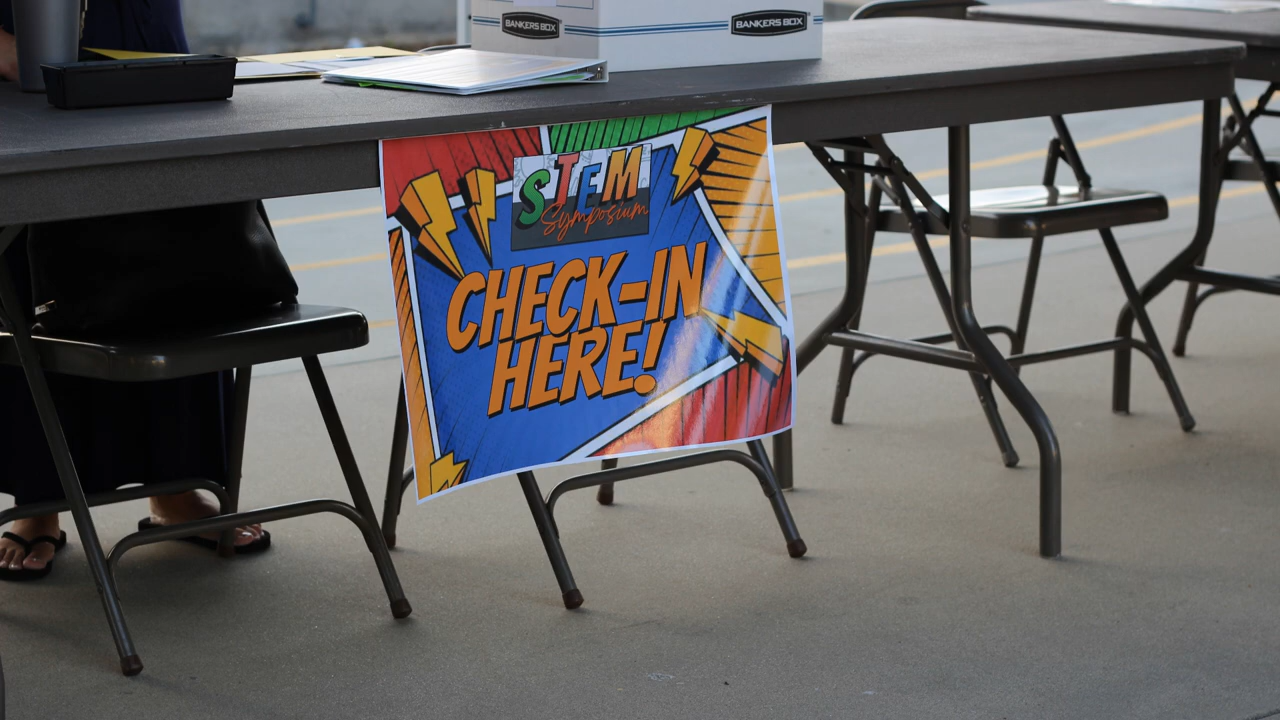 BANKERS BOX
BANKERS BOX
STEM
Symposium
CHECK-IN
HERE!